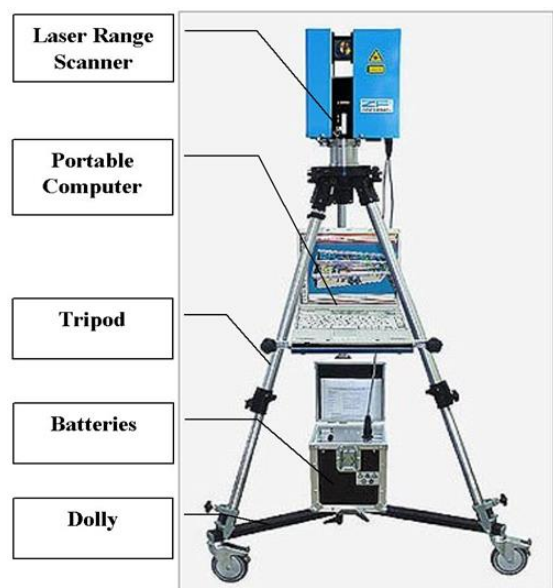 Laser Range
Scanner
Portable
Computer
Tripod
Batteries
Dolly